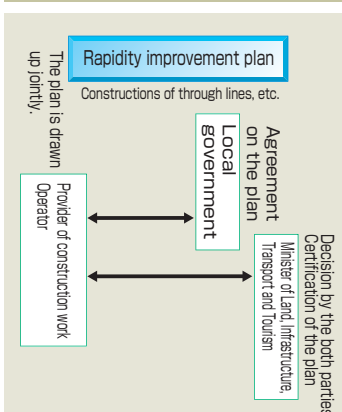 Rapidity improvement plan
Constructions of through lines, etc.
The plan is drawn
up jointly.
Agreement
on the plan
Local
government
Provider of construction work
Operator
Decision by the both parties
Certification of the plan
Minister of Land, Infrastructure,
Transport and Tourism